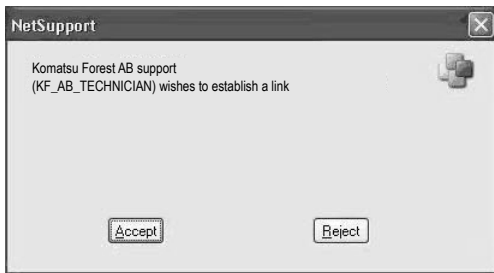 NetSupport
Komatsu Forest AB support
(KF_AB_TECHNICIAN) wishes to establish a link
Accept
Reject